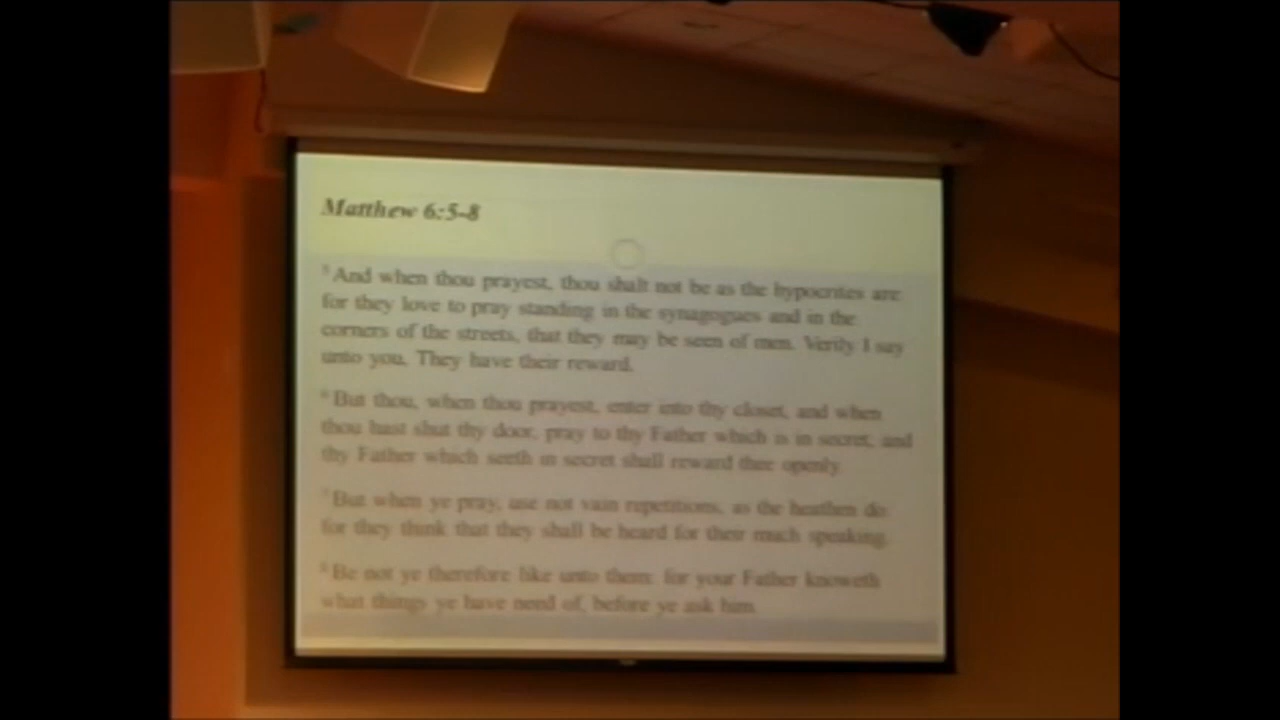 Matthew 6:5-8
5 And when thou prayest, thou shalt not be as the hypocrites are:
for they love to pray standing in the synagogues and in the
corners of the streets, that they may be seen of men. Verily I say
unto you, They have their reward.
6 But thou, when thou prayest, enter into thy closet, and when
thou hast shut thy door, pray to thy Father which is in secret; and
thy Father which seeth in secret shall reward thee openly.
7 But when ye pray, use not vain repetitions, as the heathen do:
for they think that they shall be heard for their much speaking.
8 Be not ye therefore like unto them: for your Father knoweth
what things ye have need of, before ye ask him.